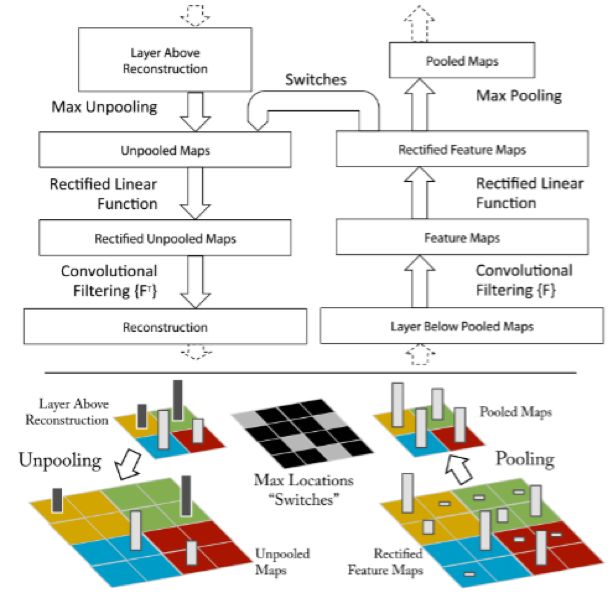 Layer Above
Reconstruction
Pooled Maps
Switches
Max Unpooling
Max Pooling
Unpooled Maps
Rectified Feature Maps
Rectified Linear
Function
Rectified Linear
Function
Rectified Unpooled Maps
Feature Maps
Convolutional
Filtering {Fᵀ}
Convolutional
Filtering {F}
Reconstruction
Layer Below Pooled Maps
Layer Above
Reconstruction
Pooled Maps
Unpooling
Max Locations
“Switches”
Pooling
Unpooled
Maps
Rectified
Feature Maps